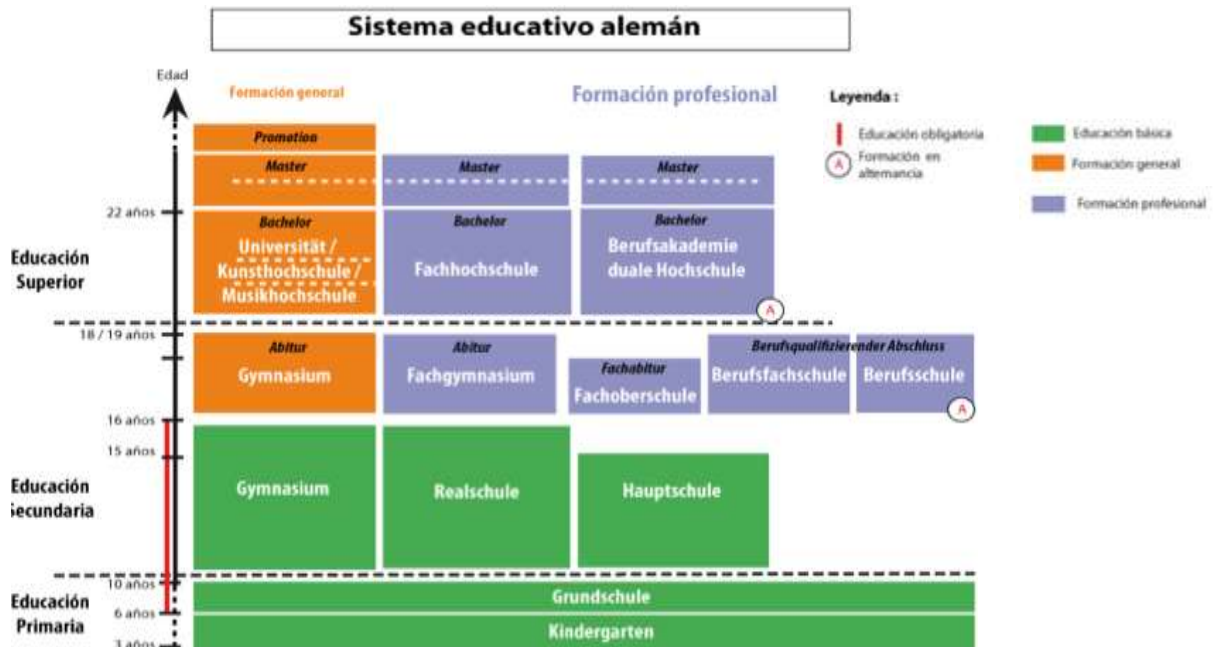 Sistema educativo alemán
Edad
Formación general
Formación profesional
Leyenda :
Educación obligatoria
A
Formación en
alternancia
Educación básica
Formación general
Formación profesional
Promotion
Master
Master
Master
22 años
Educación
Superior
Bachelor
Universität /
Kunsthochschule /
Musikhochschule
Bachelor
Fachhochschule
Bachelor
Berufsakademie
duale Hochschule
A
18 / 19 años
Abitur
Gymnasium
Abitur
Fachgymnasium
Fachabitur
Fachoberschule
Berufsqualifizierender Abschluss
Berufsfachschule
Berufsschule
A
16 años
15 años
Educación
Secundaria
Gymnasium
Realschule
Hauptschule
10 años
Educación
Primaria
6 años
Grundschule
Kindergarten
3 años